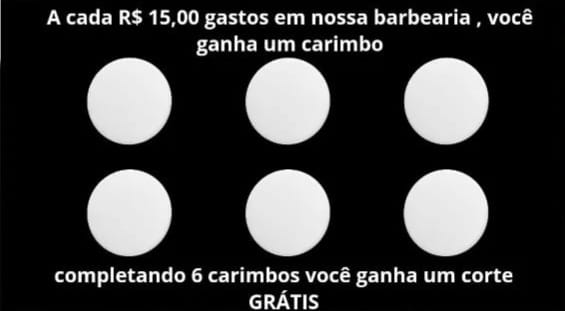 A cada R$ 15,00 gastos em nossa barbearia , você
ganha um carimbo
completando 6 carimbos você ganha um corte
GRÁTIS